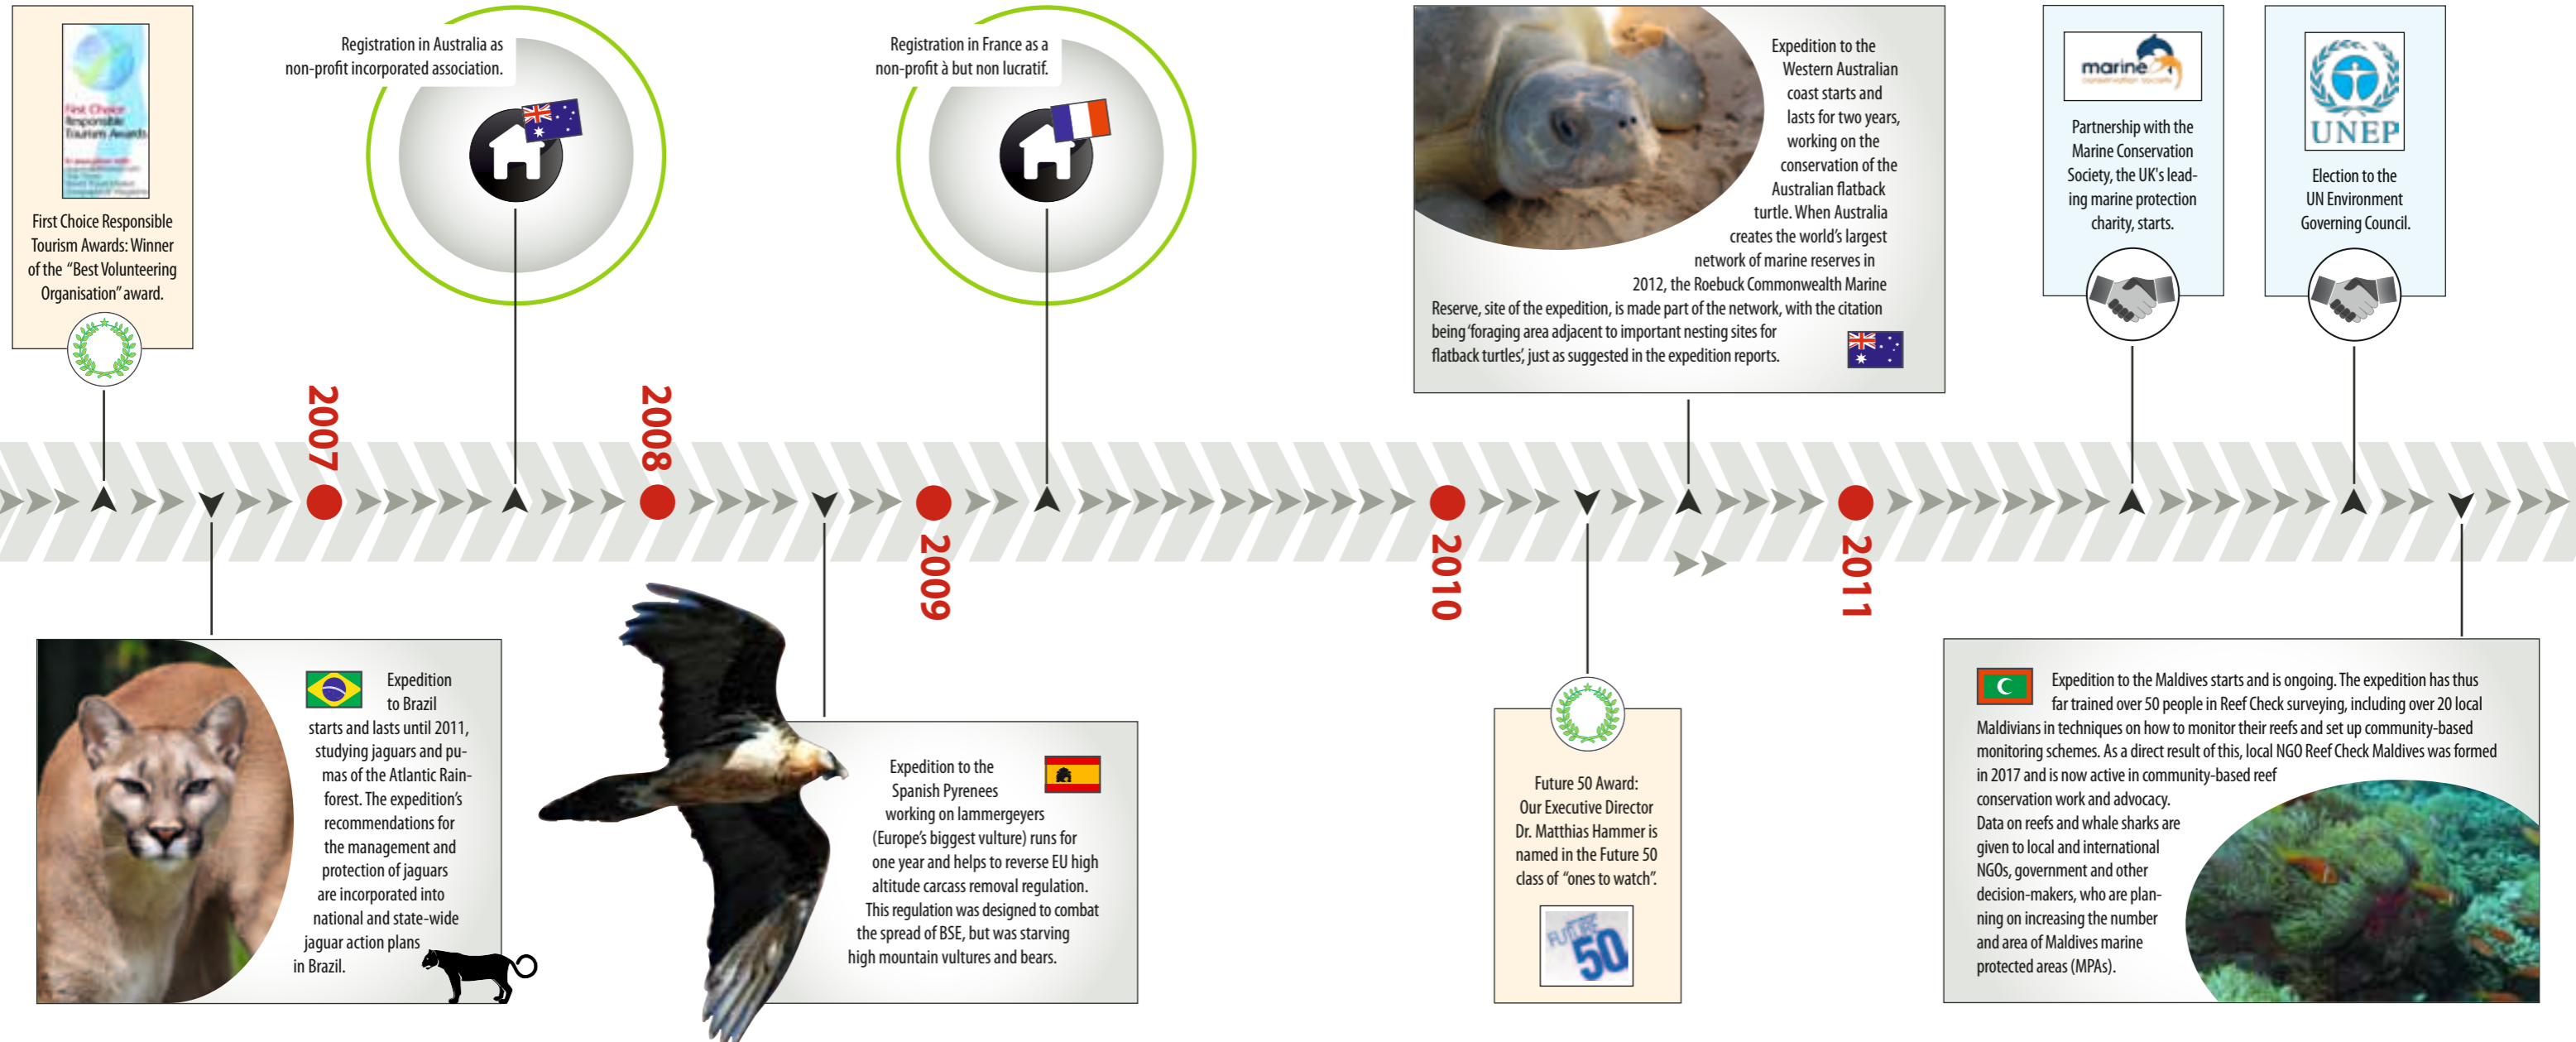 First Choice
Responsible
Tourism Awards
First Choice Responsible
Tourism Awards: Winner
of the “Best Volunteering
Organisation” award.
Registration in Australia as
non-profit incorporated association.
Registration in France as a
non-profit à but non lucratif.
Expedition to the
Western Australian
coast starts and
lasts for two years,
working on the
conservation of the
Australian flatback
turtle. When Australia
creates the world’s largest
network of marine reserves in
2012, the Roebuck Commonwealth Marine
Reserve, site of the expedition, is made part of the network, with the citation
being ‘foraging area adjacent to important nesting sites for
flatback turtles’, just as suggested in the expedition reports.
marine
conservation society
Partnership with the
Marine Conservation
Society, the UK's lead-
ing marine protection
charity, starts.
UNEP
Election to the
UN Environment
Governing Council.
2007
2008
2009
2010
2011
Expedition
to Brazil
starts and lasts until 2011,
studying jaguars and pu-
mas of the Atlantic Rain-
forest. The expedition’s
recommendations for
the management and
protection of jaguars
are incorporated into
national and state-wide
jaguar action plans
in Brazil.
Expedition to the
Spanish Pyrenees
working on lammergeyers
(Europe’s biggest vulture) runs for
one year and helps to reverse EU high
altitude carcass removal regulation.
This regulation was designed to combat
the spread of BSE, but was starving
high mountain vultures and bears.
Future 50 Award:
Our Executive Director
Dr. Matthias Hammer is
named in the Future 50
class of “ones to watch”.
FUTURE
50
Expedition to the Maldives starts and is ongoing. The expedition has thus
far trained over 50 people in Reef Check surveying, including over 20 local
Maldivians in techniques on how to monitor their reefs and set up community-based
monitoring schemes. As a direct result of this, local NGO Reef Check Maldives was formed
in 2017 and is now active in community-based reef
conservation work and advocacy.
Data on reefs and whale sharks are
given to local and international
NGOs, government and other
decision-makers, who are plan-
ning on increasing the number
and area of Maldives marine
protected areas (MPAs).